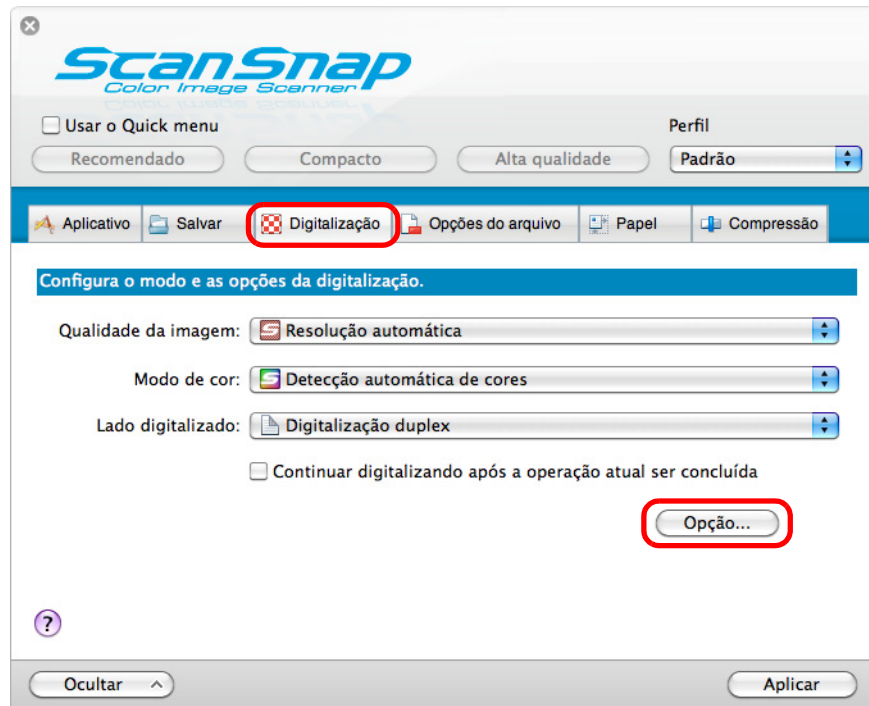 ScanSnap
Color Image Scanner
Usar o Quick menu
Perfil
Recomendado Compacto Alta qualidade Padrão
Aplicativo Salvar Digitalização Opções do arquivo Papel Compressão
Configura o modo e as opções da digitalização.
Qualidade da imagem: Resolução automática
Modo de cor: Detecção automática de cores
Lado digitalizado: Digitalização duplex
Continuar digitalizando após a operação atual ser concluída
Opção...
?
Ocultar Aplicar